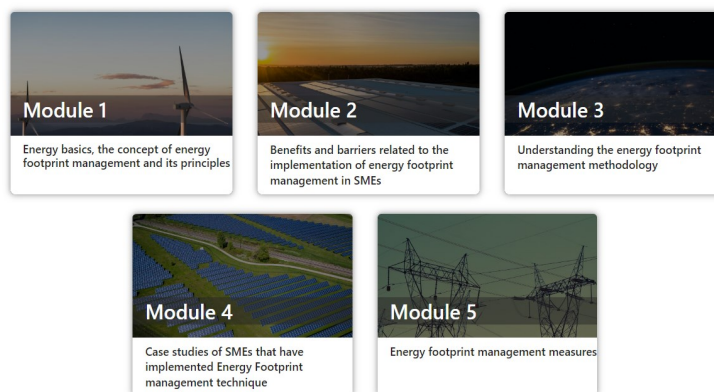 Module 1
Energy basics, the concept of energy
footprint management and its principles
Module 2
Benefits and barriers related to the
implementation of energy footprint
management in SMEs
Module 3
Understanding the energy footprint
management methodology
Module 4
Case studies of SMEs that have
implemented Energy Footprint
management technique
Module 5
Energy footprint management measures